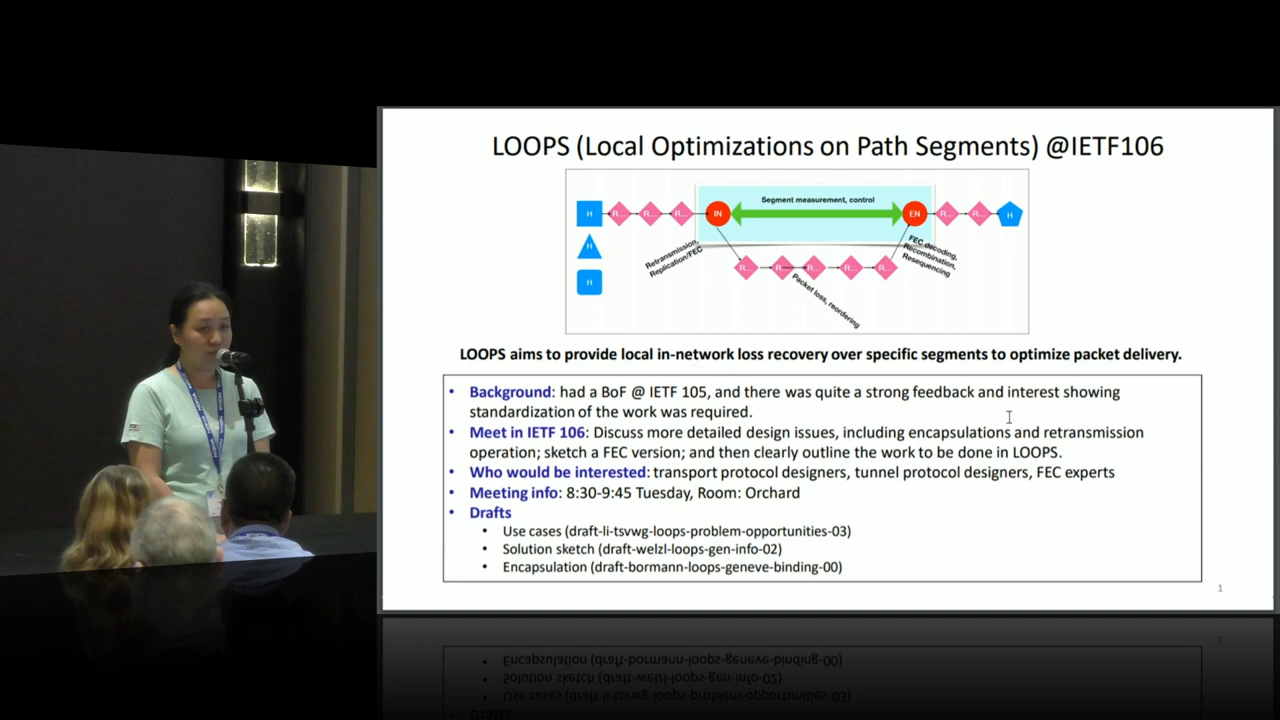 LOOPS (Local Optimizations on Path Segments) @IETF106
Segment measurement, control
H
R...
R...
R...
IN
EN
R...
R...
H
H
Retransmission,
Replication/FEC
FEC decoding,
Recombination,
Resequencing
R...
R...
R...
R...
R...
H
Packet loss, reordering
LOOPS aims to provide local in-network loss recovery over specific segments to optimize packet delivery.
• Background: had a BoF @ IETF 105, and there was quite a strong feedback and interest showing
standardization of the work was required.
• Meet in IETF 106: Discuss more detailed design issues, including encapsulations and retransmission
operation; sketch a FEC version; and then clearly outline the work to be done in LOOPS.
• Who would be interested: transport protocol designers, tunnel protocol designers, FEC experts
• Meeting info: 8:30-9:45 Tuesday, Room: Orchard
• Drafts
• Use cases (draft-li-tsvwg-loops-problem-opportunities-03)
• Solution sketch (draft-welzl-loops-gen-info-02)
• Encapsulation (draft-bormann-loops-geneve-binding-00)
1